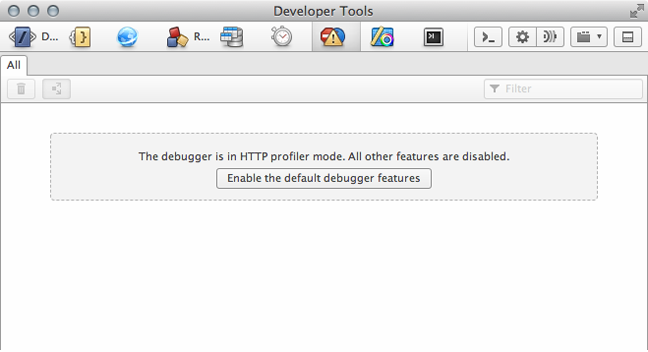 Developer Tools
D...
R...
All
Filter
The debugger is in HTTP profiler mode. All other features are disabled.
Enable the default debugger features